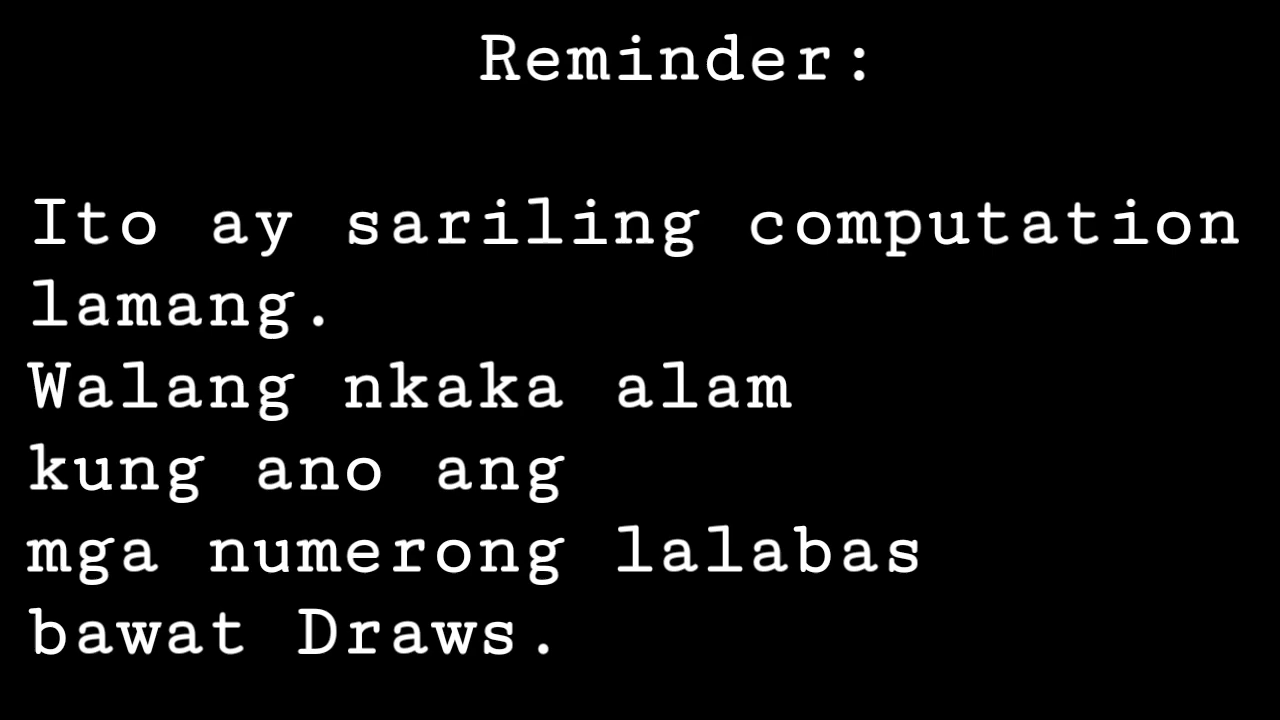 Reminder:
Ito ay sariling computation
lamang.
Walang nkaka alam
kung ano ang
mga numerong lalabas
bawat Draws.